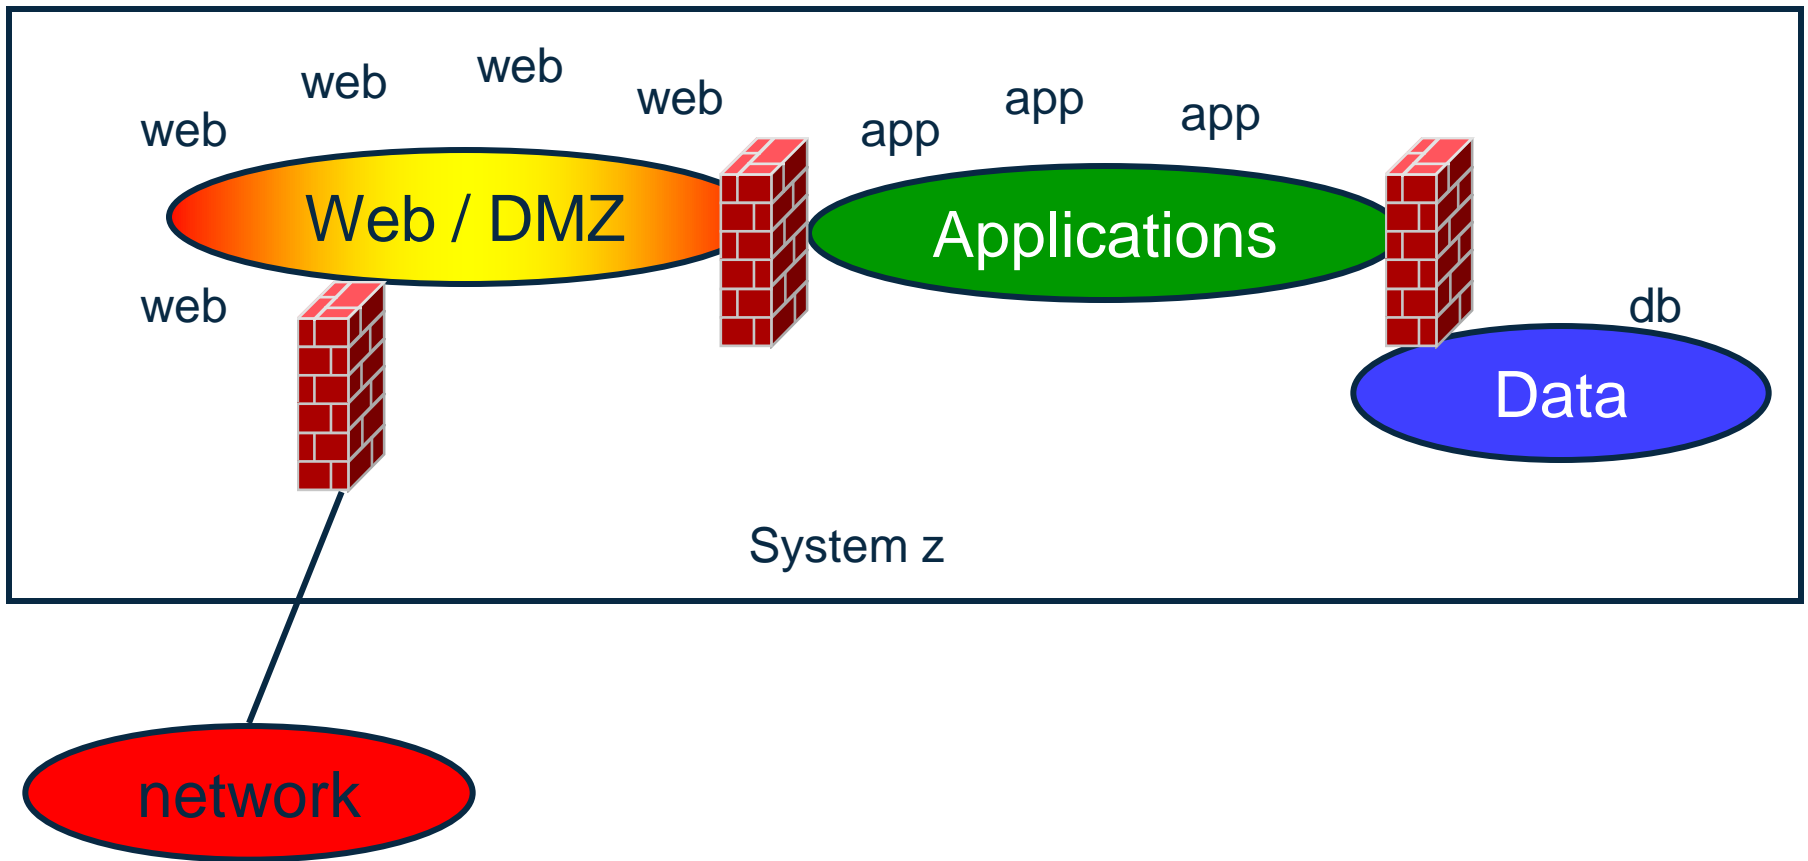 web
web
web
web
app
app
app
Web / DMZ
Applications
web
db
Data
System z
network